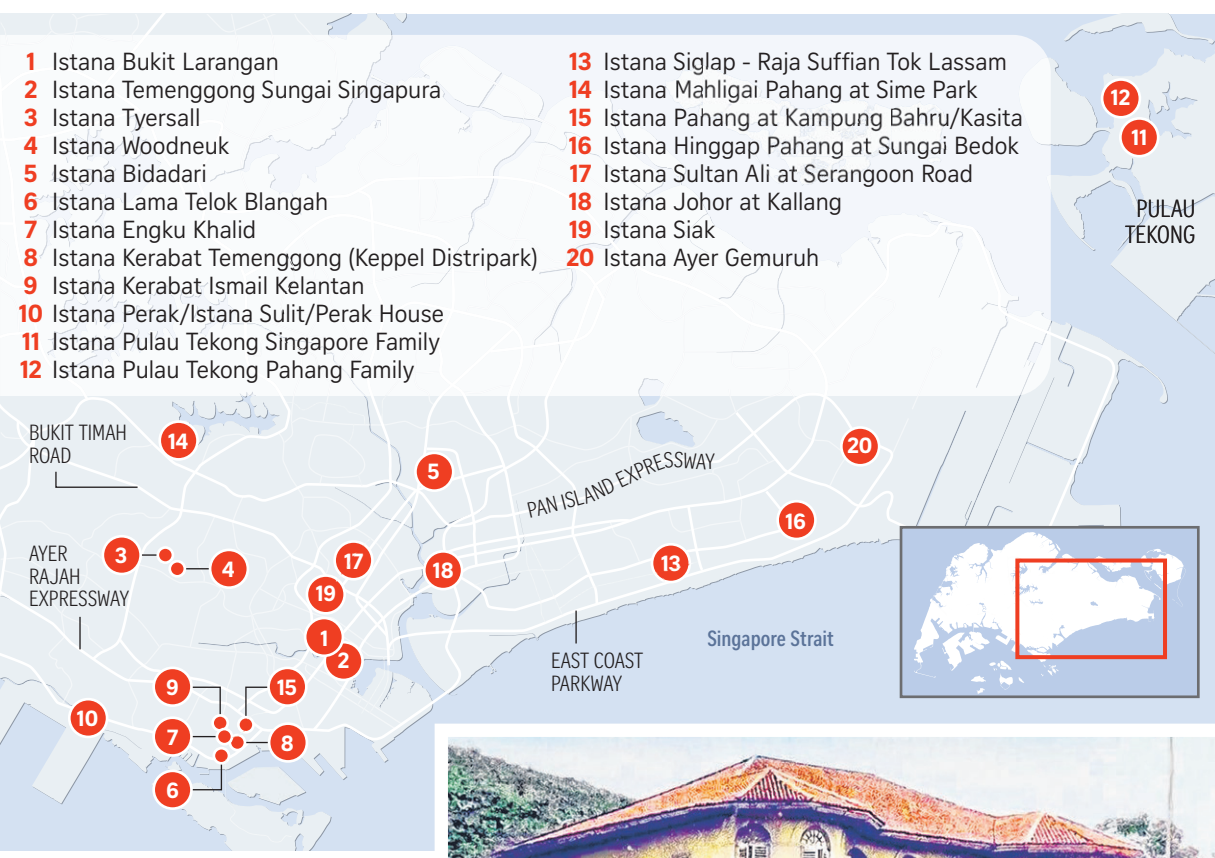 1 Istana Bukit Larangan
2 Istana Temenggong Sungai Singapura
3 Istana Tyersall
4 Istana Woodneuk
5 Istana Bidadari
6 Istana Lama Telok Blangah
7 Istana Engku Khalid
8 Istana Kerabat Temenggong (Keppel Distripark)
9 Istana Kerabat Ismail Kelantan
10 Istana Perak/Istana Sulit/Perak House
11 Istana Pulau Tekong Singapore Family
12 Istana Pulau Tekong Pahang Family
13 Istana Siglap - Raja Suffian Tok Lassam
14 Istana Mahligai Pahang at Sime Park
15 Istana Pahang at Kampung Bahru/Kasita
16 Istana Hinggap Pahang at Sungai Bedok
17 Istana Sultan Ali at Serangoon Road
18 Istana Johor at Kallang
19 Istana Siak
20 Istana Ayer Gemuruh
12
11
PULAU
TEKONG
BUKIT TIMAH
ROAD
14
5
20
PAN ISLAND EXPRESSWAY
16
AYER
RAJAH
EXPRESSWAY
3
4
17
18
13
19
1
2
Singapore Strait
EAST COAST
PARKWAY
9
15
10
7
8
6